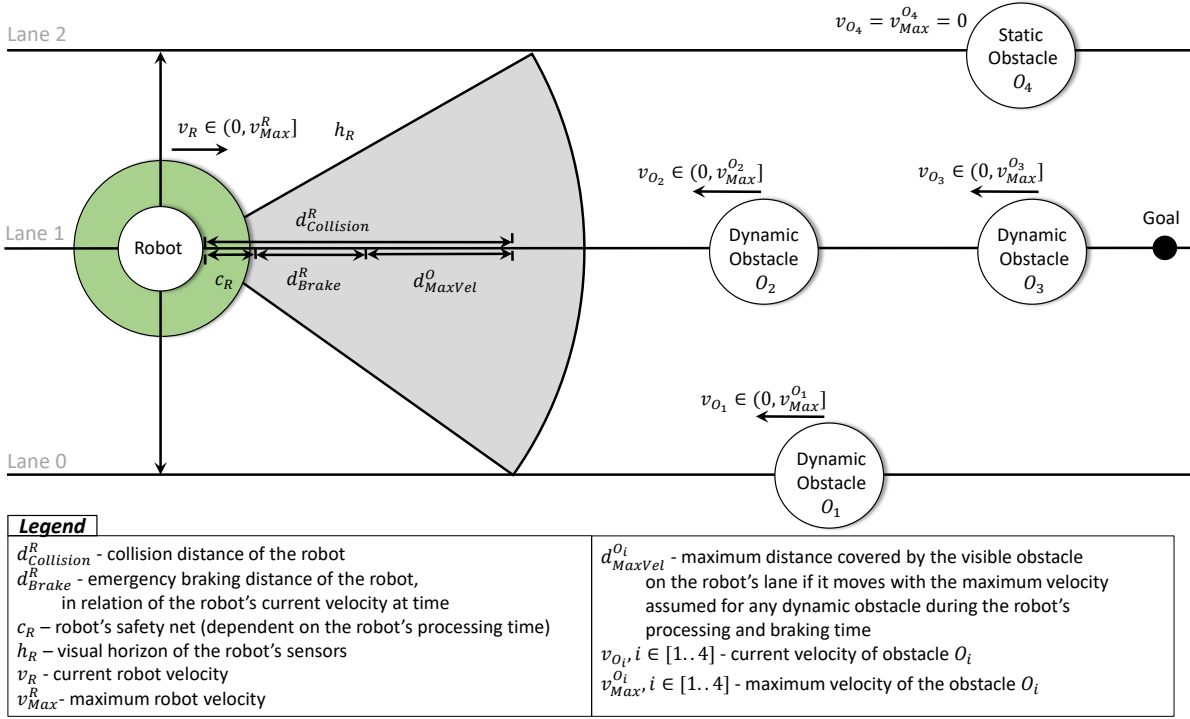 Lane 2
v_{O_4} = v_{Max}^{O_4} = 0
Static
Obstacle
O_4
v_R ∈ (0, v_{Max}^R]
h_R
v_{O_2} ∈ (0, v_{Max}^{O_2}]
v_{O_3} ∈ (0, v_{Max}^{O_3}]
Lane 1
Robot
d_{Collision}^R
c_R
d_{Brake}^R
d_{MaxVel}^O
Dynamic
Obstacle
O_2
Dynamic
Obstacle
O_3
Goal
v_{O_1} ∈ (0, v_{Max}^{O_1}]
Lane 0
Dynamic
Obstacle
O_1
Legend
d_{Collision}^R - collision distance of the robot
d_{Brake}^R - emergency braking distance of the robot,
in relation of the robot's current velocity at time
c_R – robot's safety net (dependent on the robot's processing time)
h_R – visual horizon of the robot's sensors
v_R - current robot velocity
v_{Max}^R - maximum robot velocity
d_{MaxVel}^{O_i} - maximum distance covered by the visible obstacle
on the robot's lane if it moves with the maximum velocity
assumed for any dynamic obstacle during the robot's
processing and braking time
v_{O_i}, i ∈ [1..4] - current velocity of obstacle O_i
v_{Max}^{O_i}, i ∈ [1..4] - maximum velocity of the obstacle O_i